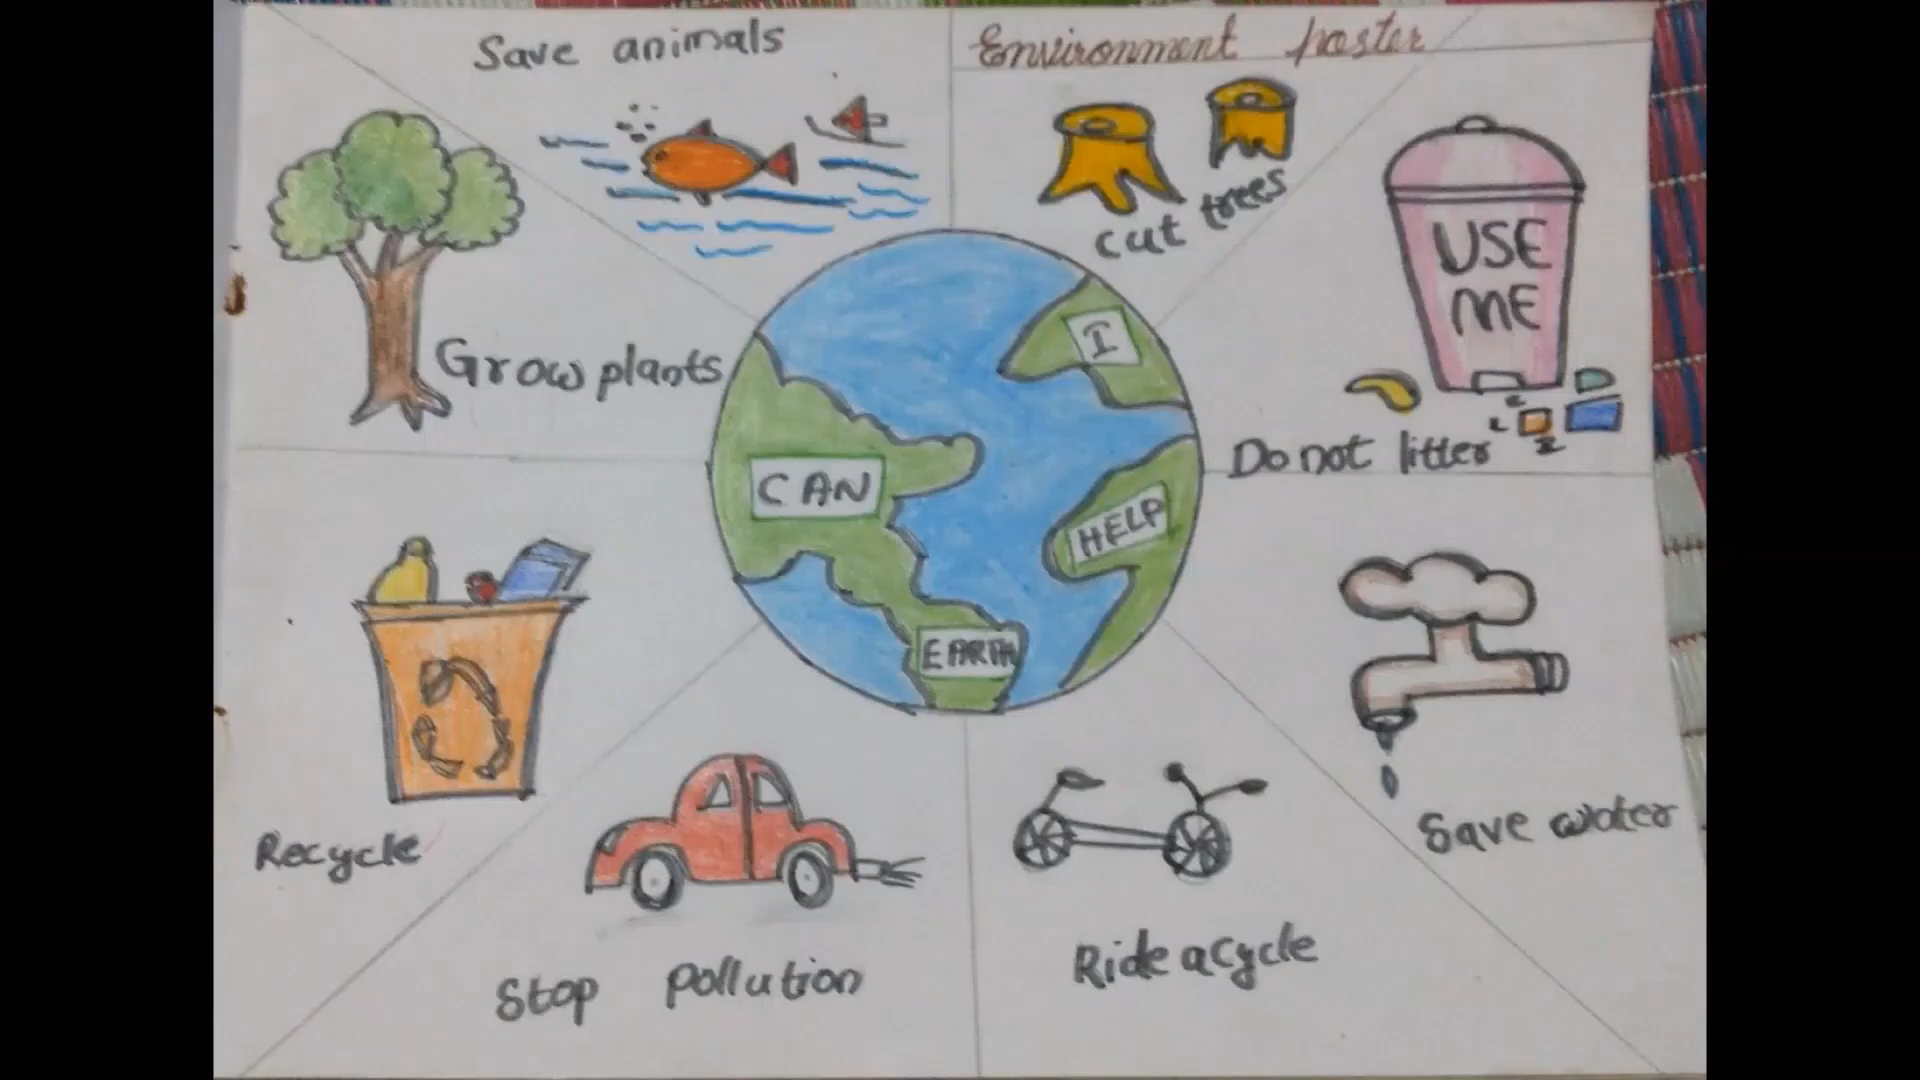 Save animals
Environment poster
cut trees
USE
ME
Do not litter
Grow plants
I
CAN
HELP
EARTH
Recycle
Save water
Stop Pollution
Ride a cycle